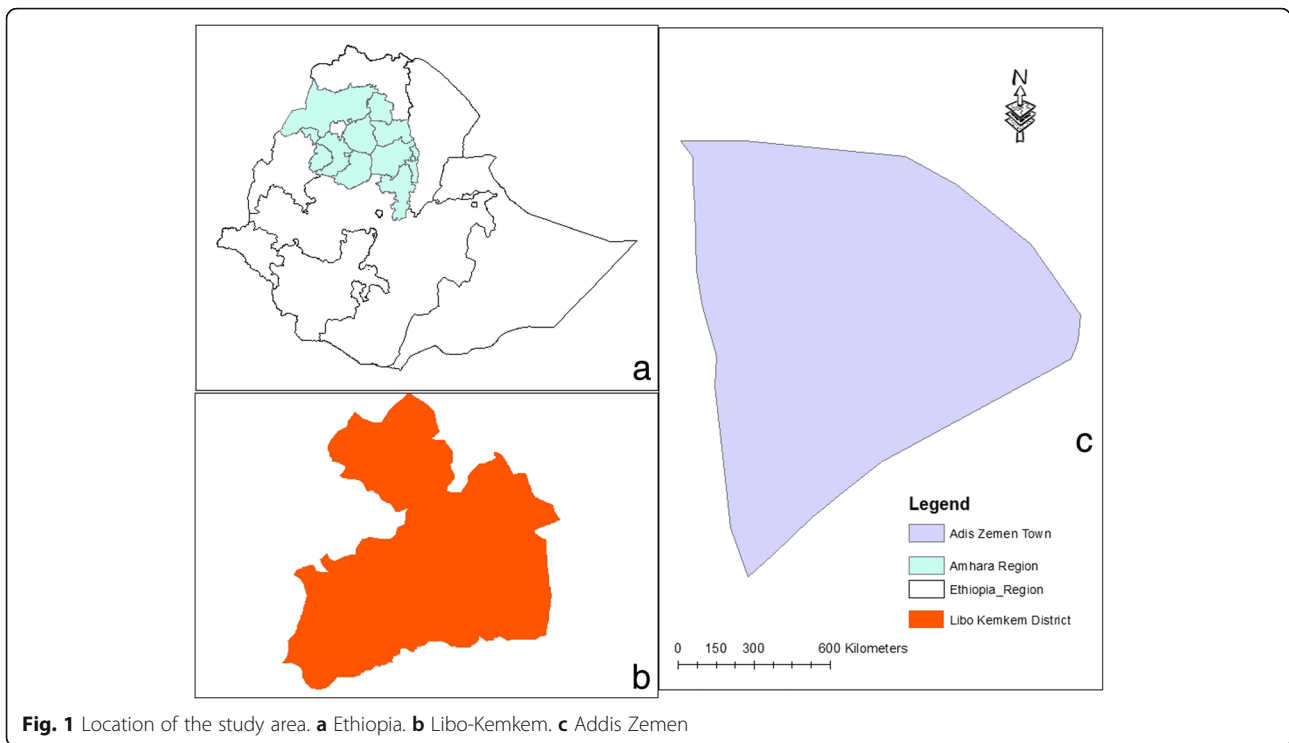 a
b
N
c
Legend
Adis Zemen Town
Amhara Region
Ethiopia_Region
Libo Kemkem District
0 150 300 600 Kilometers
Fig. 1 Location of the study area. a Ethiopia. b Libo-Kemkem. c Addis Zemen